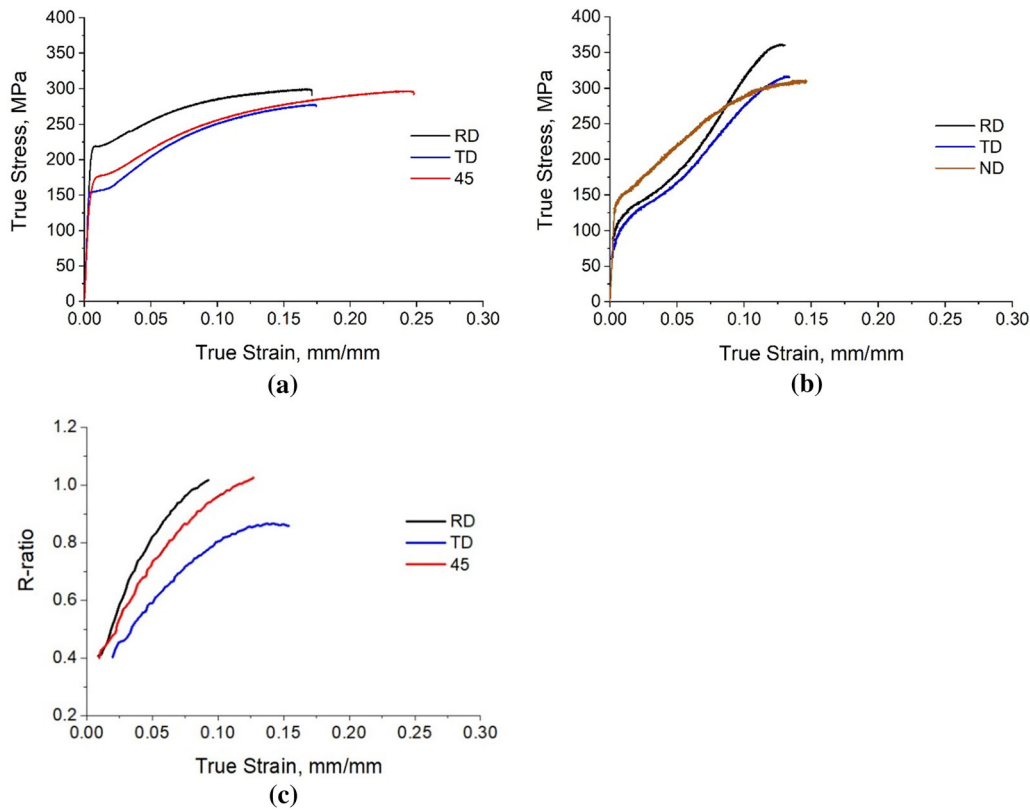 400
350
300
250
200
150
100
50
0
True Stress, MPa
RD
TD
45
0.00 0.05 0.10 0.15 0.20 0.25 0.30
True Strain, mm/mm
(a)
400
350
300
250
200
150
100
50
0
True Stress, MPa
RD
TD
ND
0.00 0.05 0.10 0.15 0.20 0.25 0.30
True Strain, mm/mm
(b)
1.2
1.0
0.8
0.6
0.4
0.2
R-ratio
RD
TD
45
0.00 0.05 0.10 0.15 0.20 0.25 0.30
True Strain, mm/mm
(c)